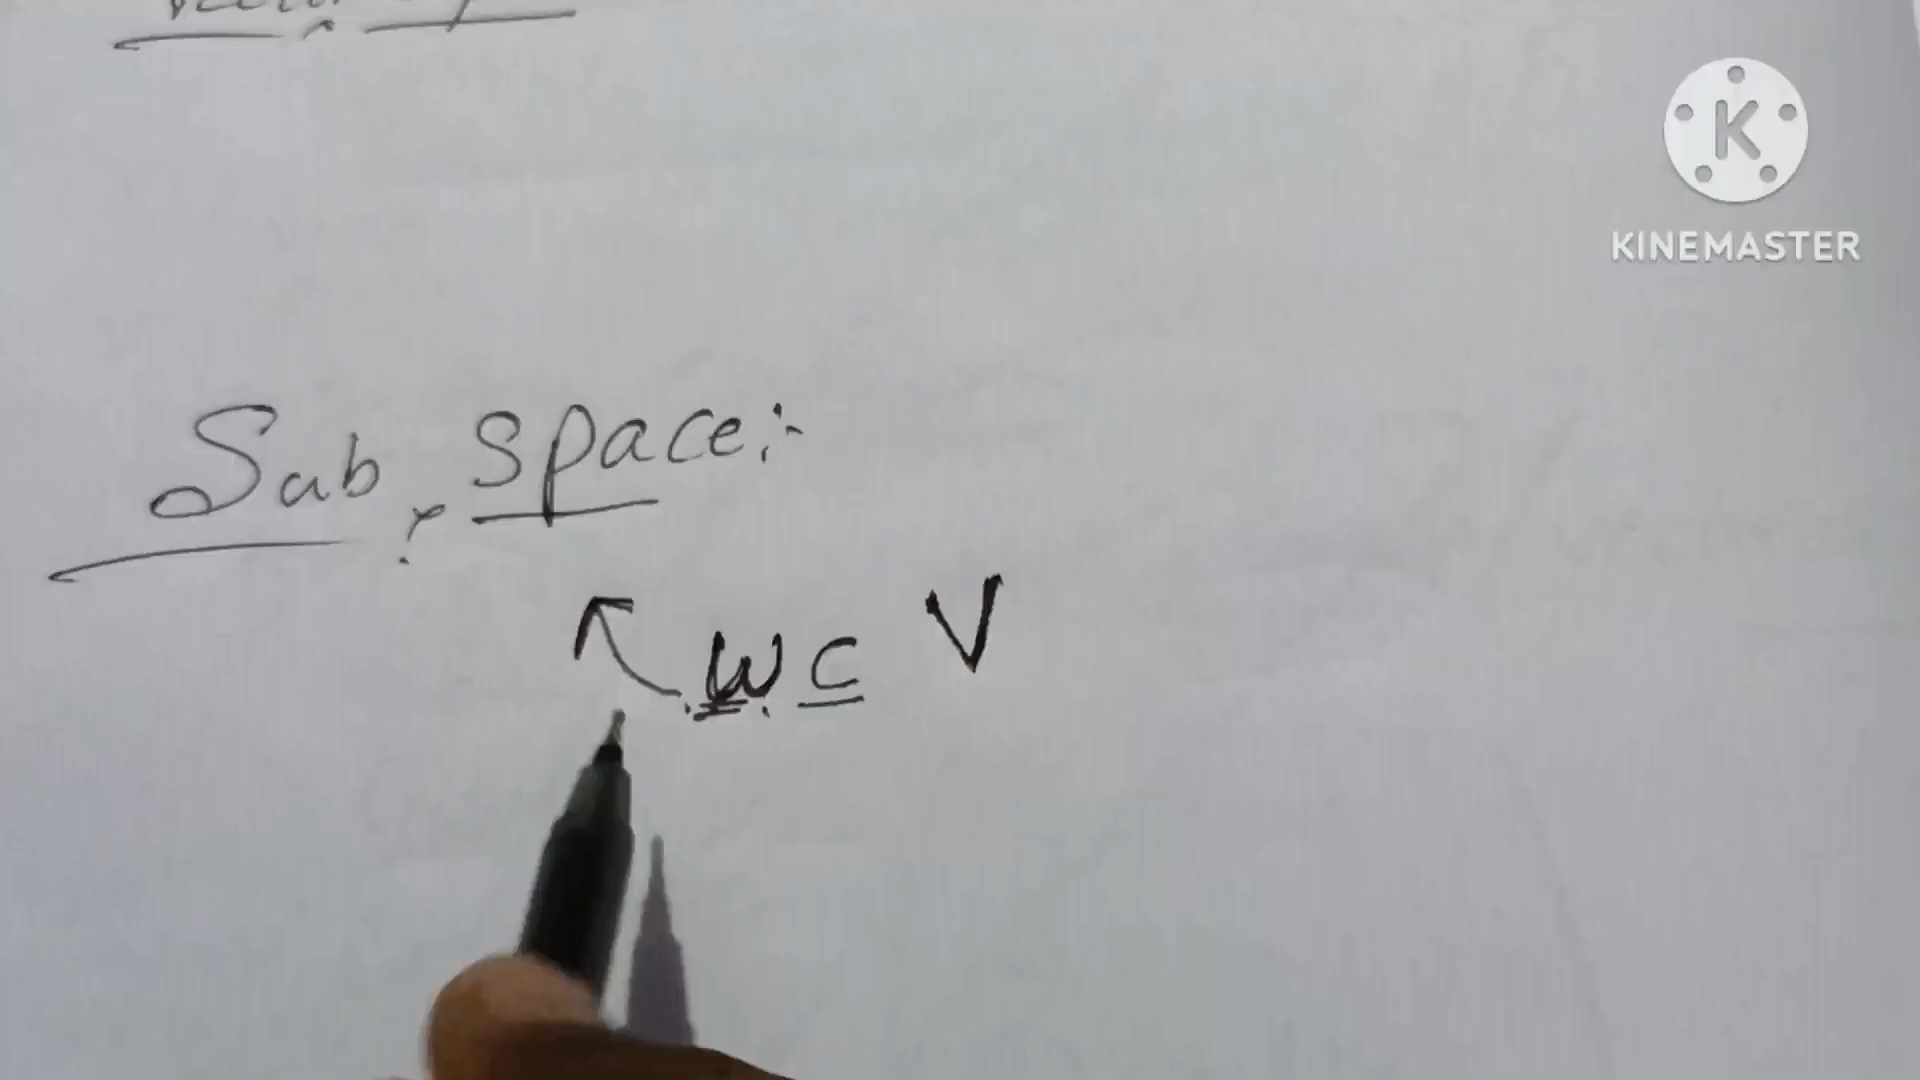 K
KINEMASTER
Sub space:-
W ⊆ V